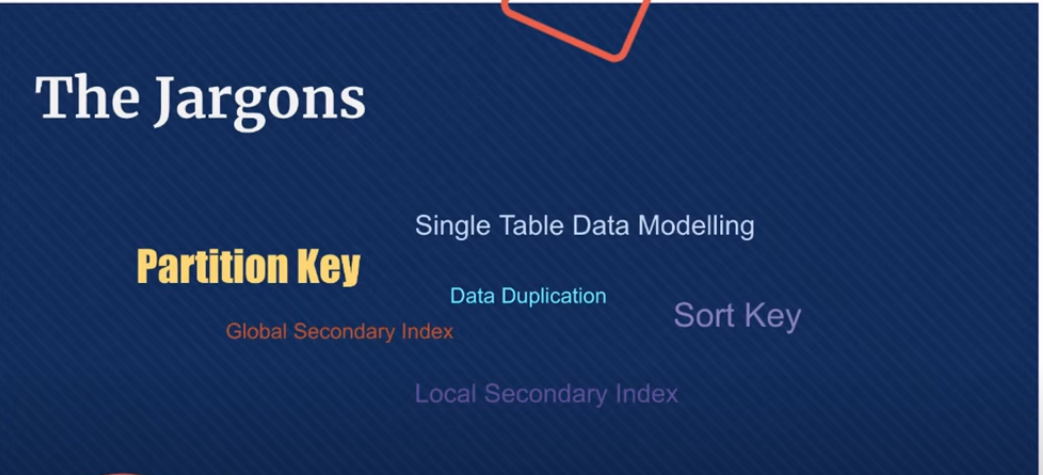 The Jargons
Single Table Data Modelling
Partition Key
Data Duplication
Sort Key
Global Secondary Index
Local Secondary Index